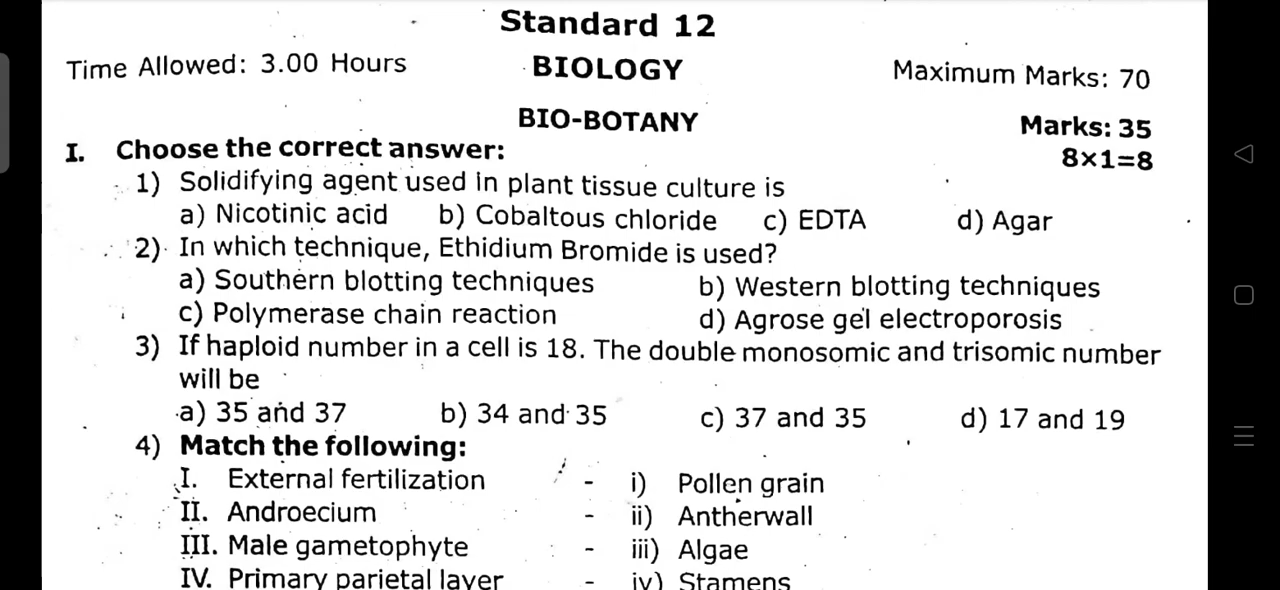 Standard 12
Time Allowed: 3.00 Hours BIOLOGY Maximum Marks: 70
BIO-BOTANY
Marks: 35
I. Choose the correct answer: 8×1=8
1) Solidifying agent used in plant tissue culture is
a) Nicotinic acid b) Cobaltous chloride c) EDTA d) Agar
2) In which technique, Ethidium Bromide is used?
a) Southern blotting techniques b) Western blotting techniques
c) Polymerase chain reaction d) Agrose gel electroporosis
3) If haploid number in a cell is 18. The double monosomic and trisomic number
will be
a) 35 and 37 b) 34 and 35 c) 37 and 35 d) 17 and 19
4) Match the following:
I. External fertilization - i) Pollen grain
II. Androecium - ii) Antherwall
III. Male gametophyte - iii) Algae
IV. Primary parietal layer - iv) Stamens